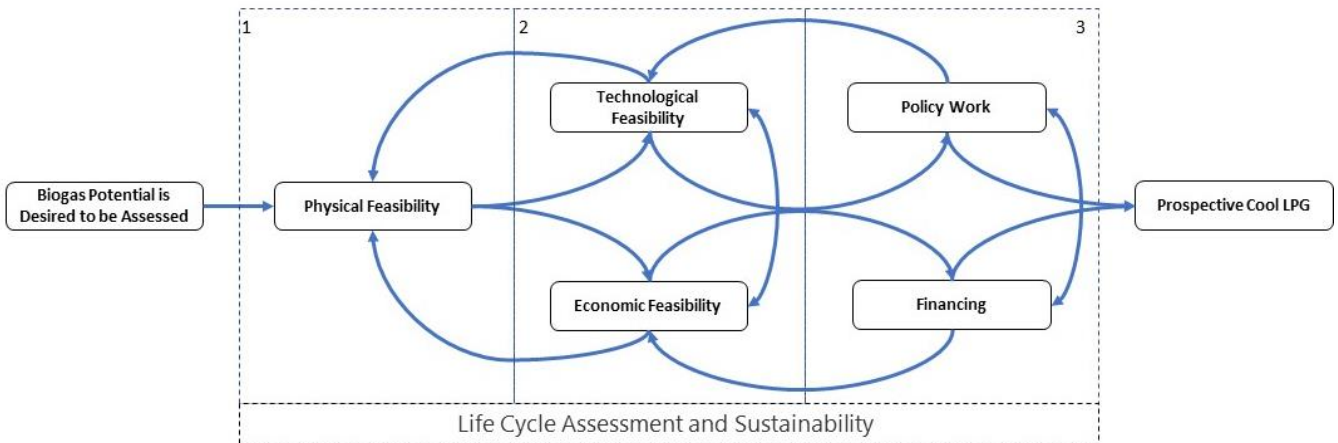 1
2
3
Technological
Feasibility
Policy Work
Biogas Potential is
Desired to be Assessed
Physical Feasibility
Prospective Cool LPG
Economic Feasibility
Financing
Life Cycle Assessment and Sustainability